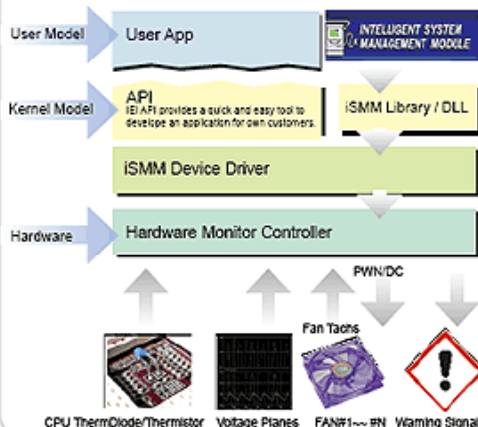 User Model
User App
INTELLIGENT SYSTEM
MANAGEMENT MODULE
Kernel Model
API
IEI API provides a quick and easy tool to
develope an application for own customers.
iSMM Library / DLL
iSMM Device Driver
Hardware
Hardware Monitor Controller
PWN/DC
Fan Tachs
CPU ThermDiode/Thermistor
Voltage Planes
FAN#1~~ #N
Warning Signal